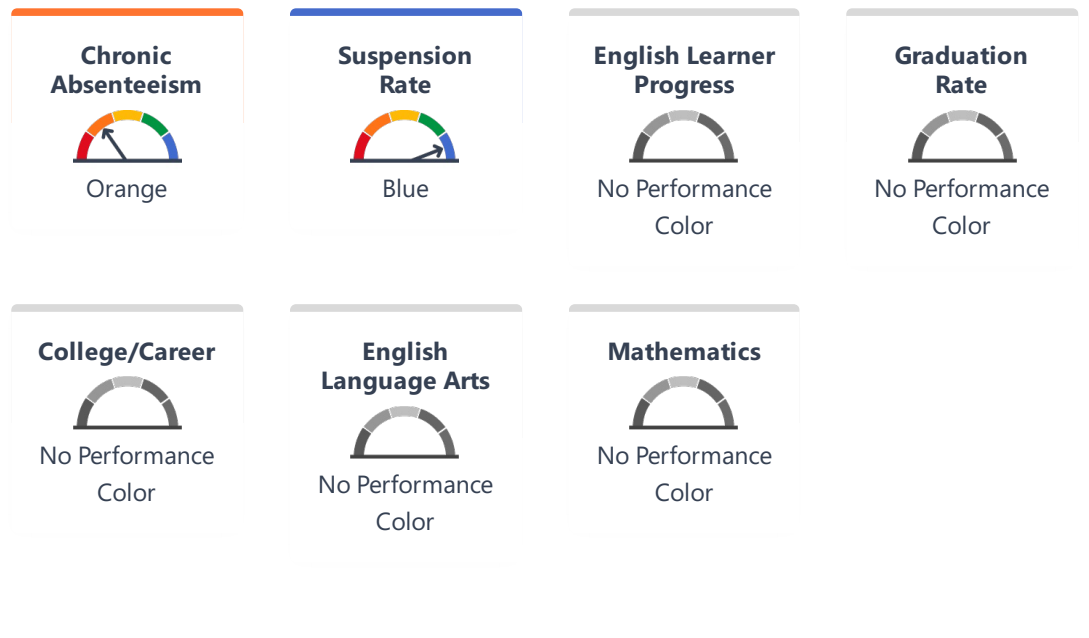 Chronic
Absenteeism
Orange
Suspension
Rate
Blue
English Learner
Progress
No Performance
Color
Graduation
Rate
No Performance
Color
College/Career
No Performance
Color
English
Language Arts
No Performance
Color
Mathematics
No Performance
Color